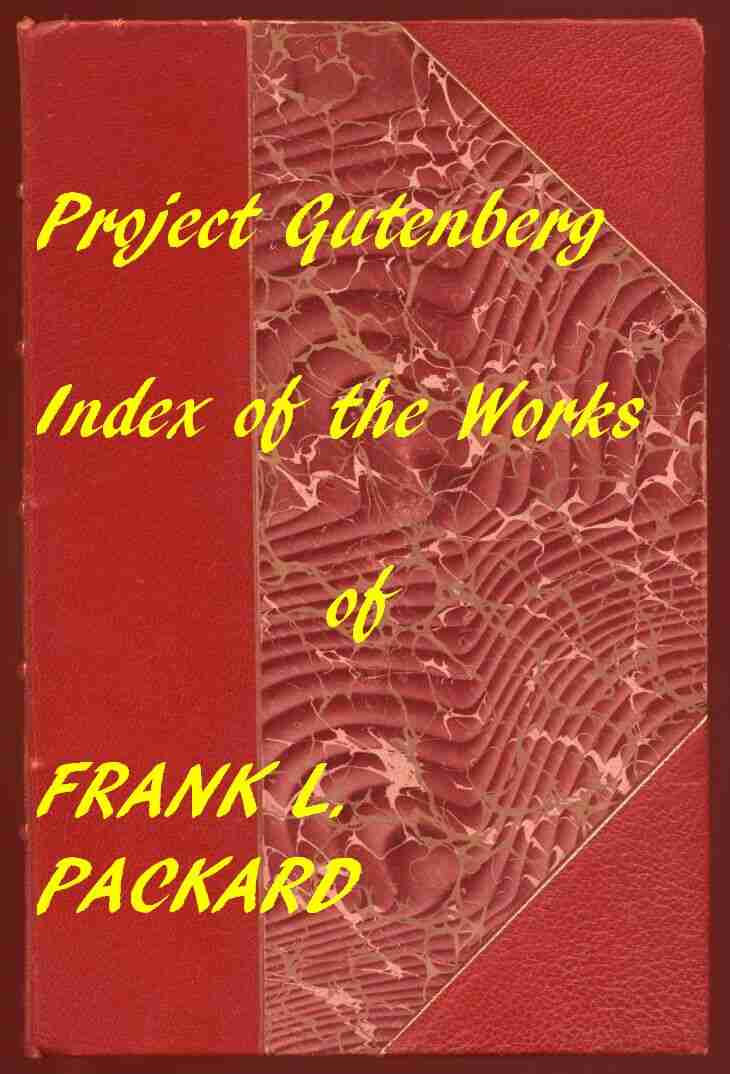 Project Gutenberg
Index of the Works
of
FRANK L.
PACKARD